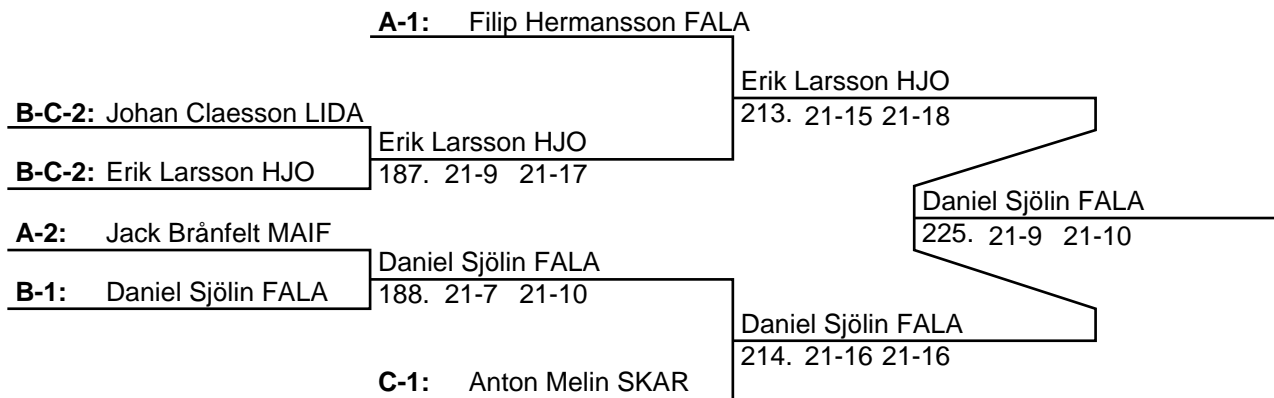 A-1: Filip Hermansson FALA
Erik Larsson HJO
B-C-2: Johan Claesson LIDA
213. 21-15 21-18
Erik Larsson HJO
B-C-2: Erik Larsson HJO
187. 21-9 21-17
Daniel Sjölin FALA
A-2: Jack Brånfelt MAIF
225. 21-9 21-10
Daniel Sjölin FALA
B-1: Daniel Sjölin FALA
188. 21-7 21-10
Daniel Sjölin FALA
214. 21-16 21-16
C-1: Anton Melin SKAR